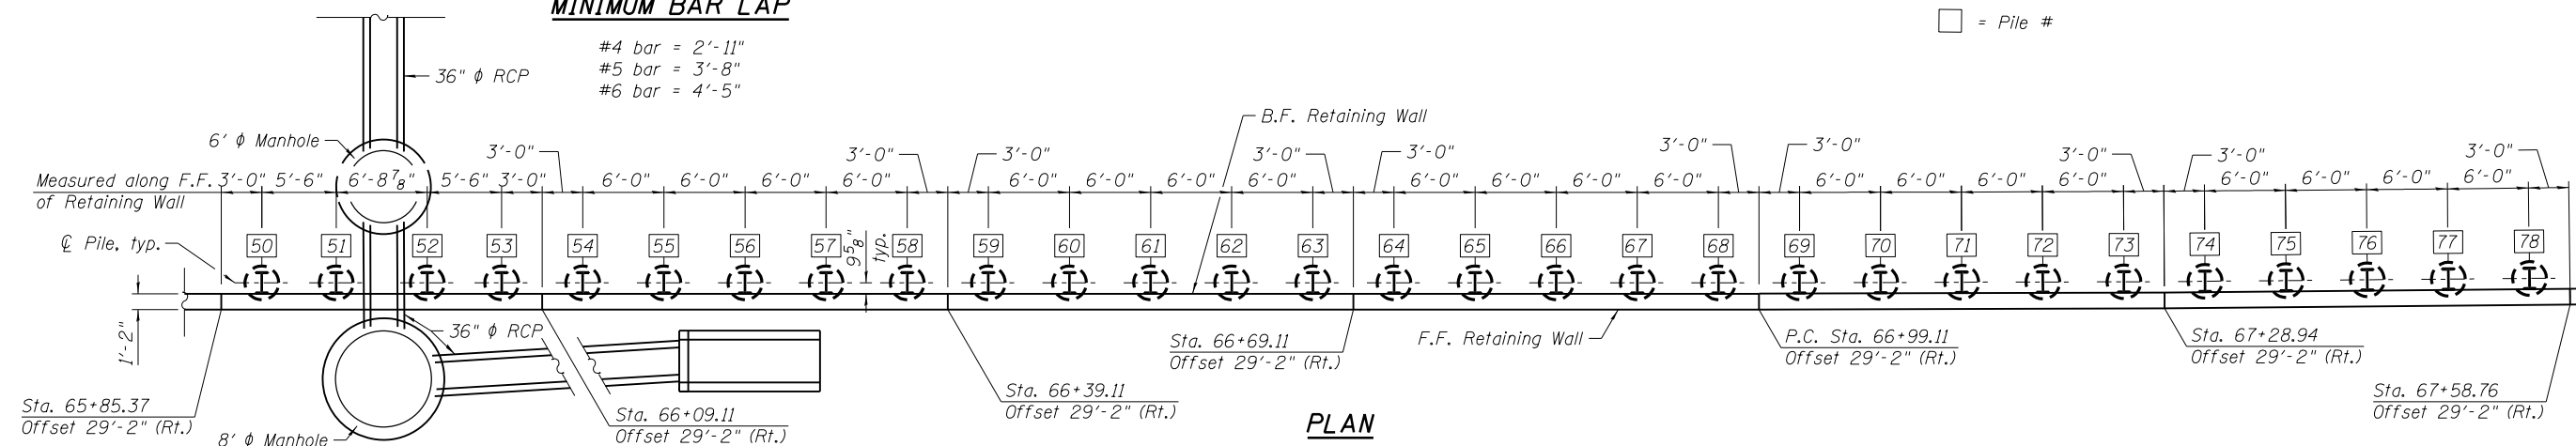 MINIMUM BAR LAP
#4 bar = 2'-11"
#5 bar = 3'-8"
#6 bar = 4'-5"
□ = Pile #
36" ϕ RCP
6' ϕ Manhole
B.F. Retaining Wall
3'-0" 3'-0" 3'-0" 3'-0" 3'-0" 3'-0" 3'-0" 3'-0" 3'-0" 3'-0"
Measured along F.F. 3'-0" 5'-6" 6'-8 7/8" 5'-6" 3'-0" 6'-0" 6'-0" 6'-0" 6'-0" 6'-0" 6'-0" 6'-0" 6'-0" 6'-0" 6'-0" 6'-0" 6'-0" 6'-0" 6'-0" 6'-0" 6'-0" 6'-0" 6'-0" 6'-0" 6'-0"
of Retaining Wall
℄ Pile, typ.
50 51 52 53 54 55 56 57 58 59 60 61 62 63 64 65 66 67 68 69 70 71 72 73 74 75 76 77 78
9 5/8"
typ.
1'-2"
36" ϕ RCP
Sta. 65+85.37
Offset 29'-2" (Rt.)
8' ϕ Manhole
Sta. 66+09.11
Offset 29'-2" (Rt.)
Sta. 66+39.11
Offset 29'-2" (Rt.)
Sta. 66+69.11
Offset 29'-2" (Rt.)
F.F. Retaining Wall
P.C. Sta. 66+99.11
Offset 29'-2" (Rt.)
Sta. 67+28.94
Offset 29'-2" (Rt.)
Sta. 67+58.76
Offset 29'-2" (Rt.)
PLAN